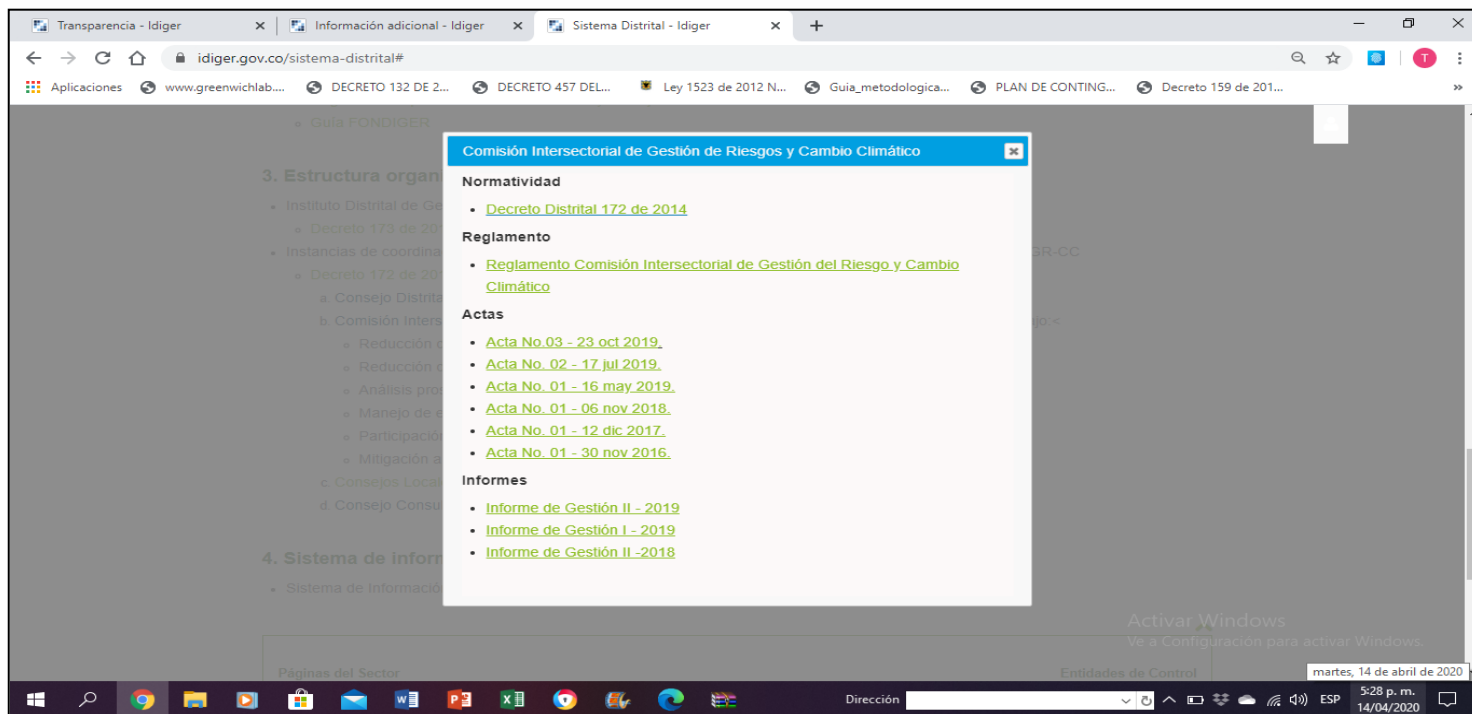 Transparencia - Idiger
Información adicional - Idiger
Sistema Distrital - Idiger
idiger.gov.co/sistema-distrital#
Aplicaciones
www.greenwichlab....
DECRETO 132 DE 2...
DECRETO 457 DEL...
Ley 1523 de 2012 N...
Guia_metodologica...
PLAN DE CONTING...
Decreto 159 de 201...
»
Guía FONDIGER
Comisión Intersectorial de Gestión de Riesgos y Cambio Climático
3. Estructura organ
Normatividad
Instituto Distrital de Ge
Decreto Distrital 172 de 2014
Decreto 173 de 20
Reglamento
Instancias de coordina
GR-CC
Reglamento Comisión Intersectorial de Gestión del Riesgo y Cambio
Climático
Decreto 172 de 20
a. Consejo Distrita
Actas
b. Comisión Inters
jo:<
Reducción
Acta No.03 - 23 oct 2019.
Reducción
Acta No. 02 - 17 jul 2019.
Análisis pros
Acta No. 01 - 16 may 2019.
Manejo de e
Acta No. 01 - 06 nov 2018.
Participación
Acta No. 01 - 12 dic 2017.
Mitigación a
Acta No. 01 - 30 nov 2016.
c. Consejos Local
Informes
d. Consejo Consu
Informe de Gestión II - 2019
Informe de Gestión I - 2019
Informe de Gestión II -2018
4. Sistema de inform
Sistema de Informació
Activar Windows
Ve a Configuración para activar Windows.
Páginas del Sector
Entidades de Control
martes, 14 de abril de 2020
Dirección
ESP
5:28 p. m.
14/04/2020